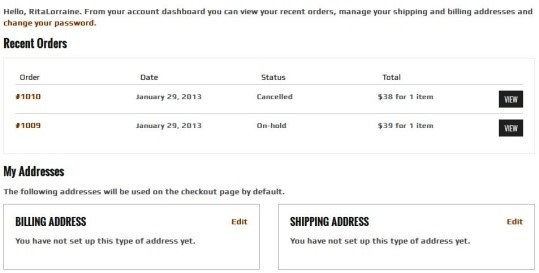 Hello, RitaLorraine. From your account dashboard you can view your recent orders, manage your shipping and billing addresses and
change your password.
Recent Orders
Order Date Status Total
#1010 January 29, 2013 Cancelled $38 for 1 item VIEW
#1009 January 29, 2013 On-hold $39 for 1 item VIEW
My Addresses
The following addresses will be used on the checkout page by default.
BILLING ADDRESS Edit SHIPPING ADDRESS Edit
You have not set up this type of address yet. You have not set up this type of address yet.